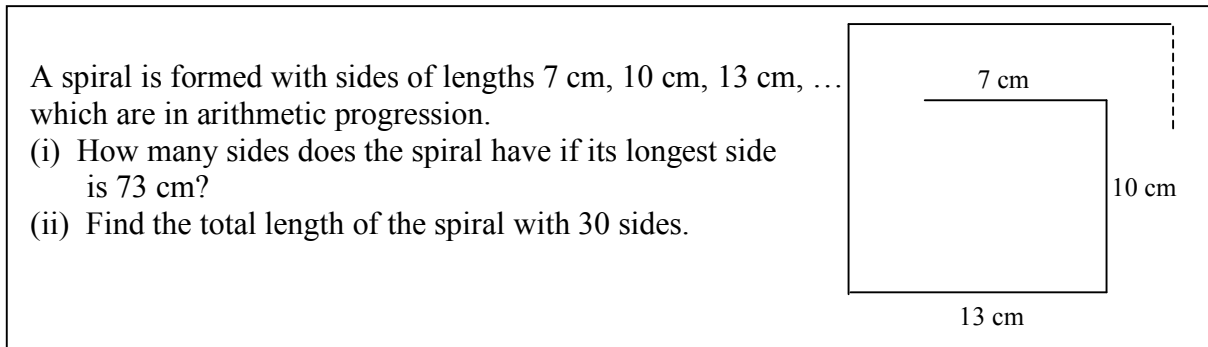 A spiral is formed with sides of lengths 7 cm, 10 cm, 13 cm, …
which are in arithmetic progression.
(i) How many sides does the spiral have if its longest side
is 73 cm?
(ii) Find the total length of the spiral with 30 sides.
7 cm
10 cm
13 cm